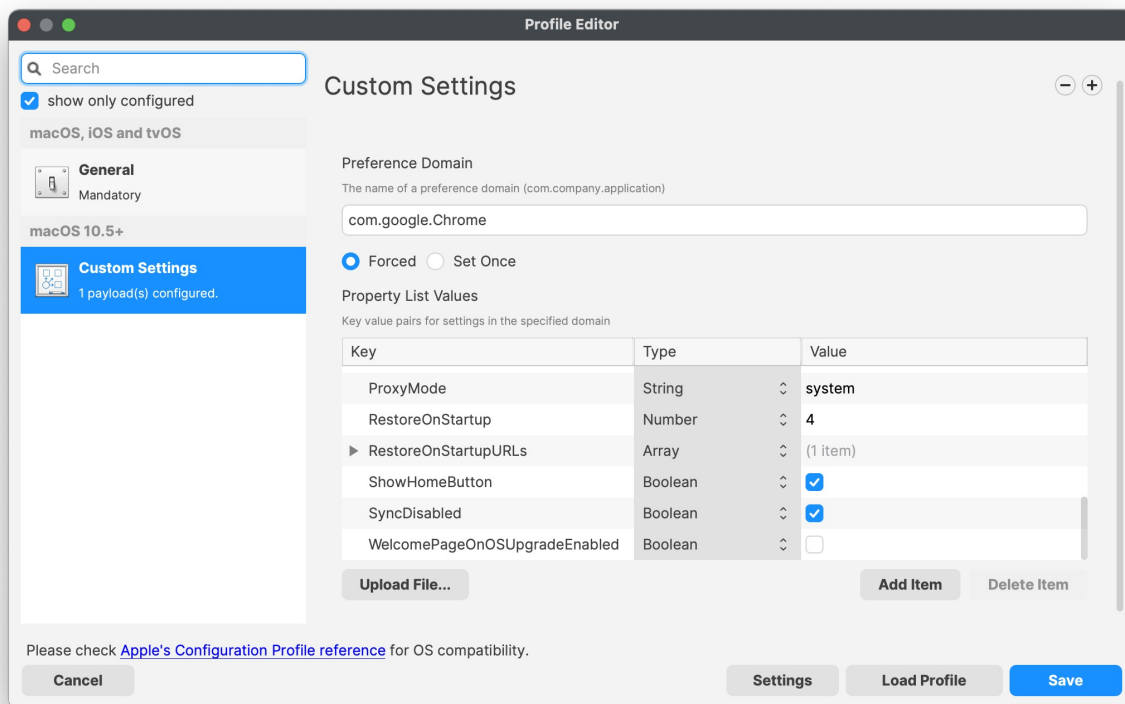 Profile Editor
Search
show only configured
macOS, iOS and tvOS
General
Mandatory
macOS 10.5+
Custom Settings
1 payload(s) configured.
Custom Settings
Preference Domain
The name of a preference domain (com.company.application)
com.google.Chrome
Forced Set Once
Property List Values
Key value pairs for settings in the specified domain
Key Type Value
ProxyMode String system
RestoreOnStartup Number 4
RestoreOnStartupURLs Array (1 item)
ShowHomeButton Boolean
SyncDisabled Boolean
WelcomePageOnOSUpgradeEnabled Boolean
Upload File... Add Item Delete Item
Please check Apple's Configuration Profile reference for OS compatibility.
Cancel Settings Load Profile Save